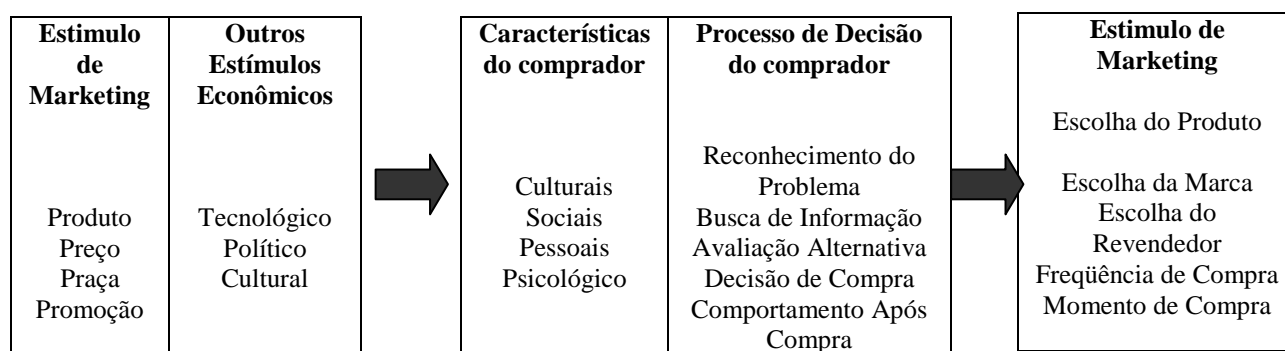 Estimulo
de
Marketing
Produto
Preço
Praça
Promoção
Outros
Estímulos
Econômicos
Tecnológico
Político
Cultural
Características
do comprador
Culturais
Sociais
Pessoais
Psicológico
Processo de Decisão
do comprador
Reconhecimento do
Problema
Busca de Informação
Avaliação Alternativa
Decisão de Compra
Comportamento Após
Compra
Estimulo de
Marketing
Escolha do Produto
Escolha da Marca
Escolha do
Revendedor
Freqüência de Compra
Momento de Compra